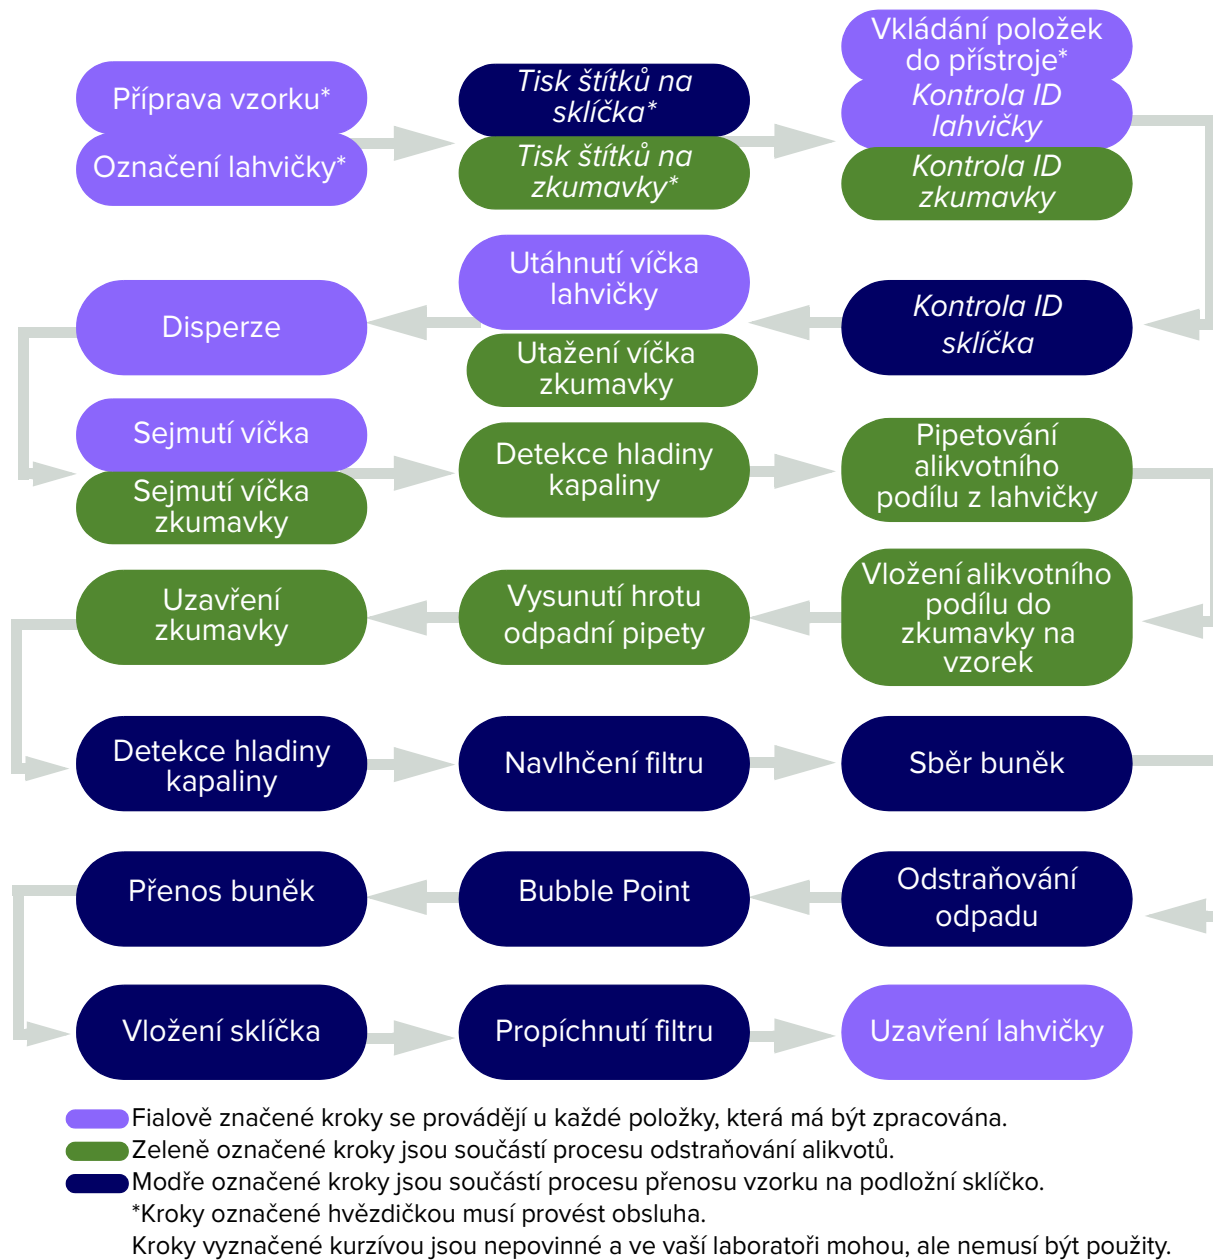 Příprava vzorku*
Označení lahvičky*
Tisk štítků na
sklíčka*
Tisk štítků na
zkumavky*
Vkládání položek
do přístroje*
Kontrola ID
lahvičky
Kontrola ID
zkumavky
Kontrola ID
sklíčka
Utáhnutí víčka
lahvičky
Utažení víčka
zkumavky
Disperze
Sejmutí víčka
Sejmutí víčka
zkumavky
Detekce hladiny
kapaliny
Pipetování
alikvotního
podílu z lahvičky
Vložení alikvotního
podílu do
zkumavky na
vzorek
Vysunutí hrotu
odpadní pipety
Uzavření
zkumavky
Detekce hladiny
kapaliny
Navlhčení filtru
Sběr buněk
Odstraňování
odpadu
Bubble Point
Přenos buněk
Vložení sklíčka
Propíchnutí filtru
Uzavření lahvičky
Fialově značené kroky se provádějí u každé položky, která má být zpracována.
Zeleně označené kroky jsou součástí procesu odstraňování alikvotů.
Modře označené kroky jsou součástí procesu přenosu vzorku na podložní sklíčko.
*Kroky označené hvězdičkou musí provést obsluha.
Kroky vyznačené kurzívou jsou nepovinné a ve vaší laboratoři mohou, ale nemusí být použity.